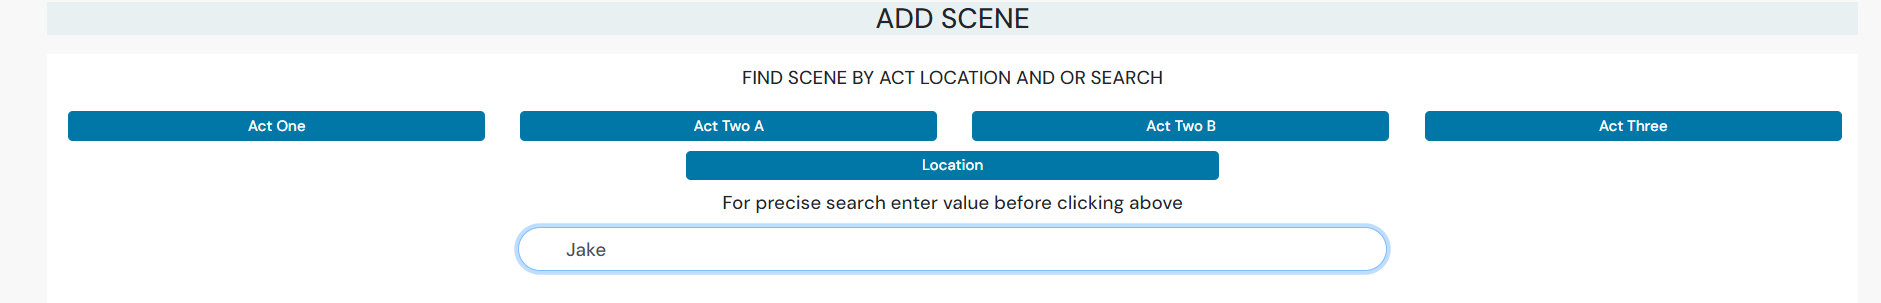 ADD SCENE
FIND SCENE BY ACT LOCATION AND OR SEARCH
Act One Act Two A Act Two B Act Three
Location
For precise search enter value before clicking above
Jake